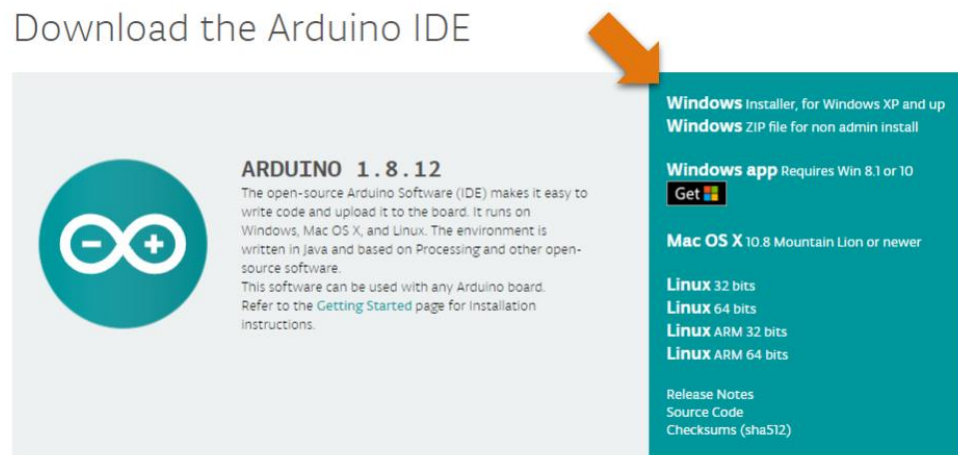 Download the Arduino IDE
ARDUINO 1.8.12
The open-source Arduino Software (IDE) makes it easy to
write code and upload it to the board. It runs on
Windows, Mac OS X, and Linux. The environment is
written in Java and based on Processing and other open-
source software.
This software can be used with any Arduino board.
Refer to the Getting Started page for Installation
instructions.
Windows Installer, for Windows XP and up
Windows ZIP file for non admin install
Windows app Requires Win 8.1 or 10
Get
Mac OS X 10.8 Mountain Lion or newer
Linux 32 bits
Linux 64 bits
Linux ARM 32 bits
Linux ARM 64 bits
Release Notes
Source Code
Checksums (sha512)